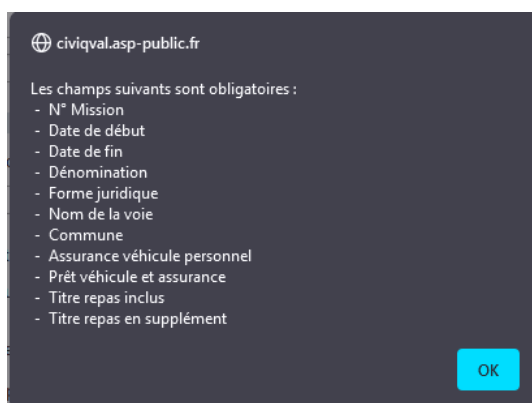 civiqval.asp-public.fr
Les champs suivants sont obligatoires :
- N° Mission
- Date de début
- Date de fin
- Dénomination
- Forme juridique
- Nom de la voie
- Commune
- Assurance véhicule personnel
- Prêt véhicule et assurance
- Titre repas inclus
- Titre repas en supplément
OK